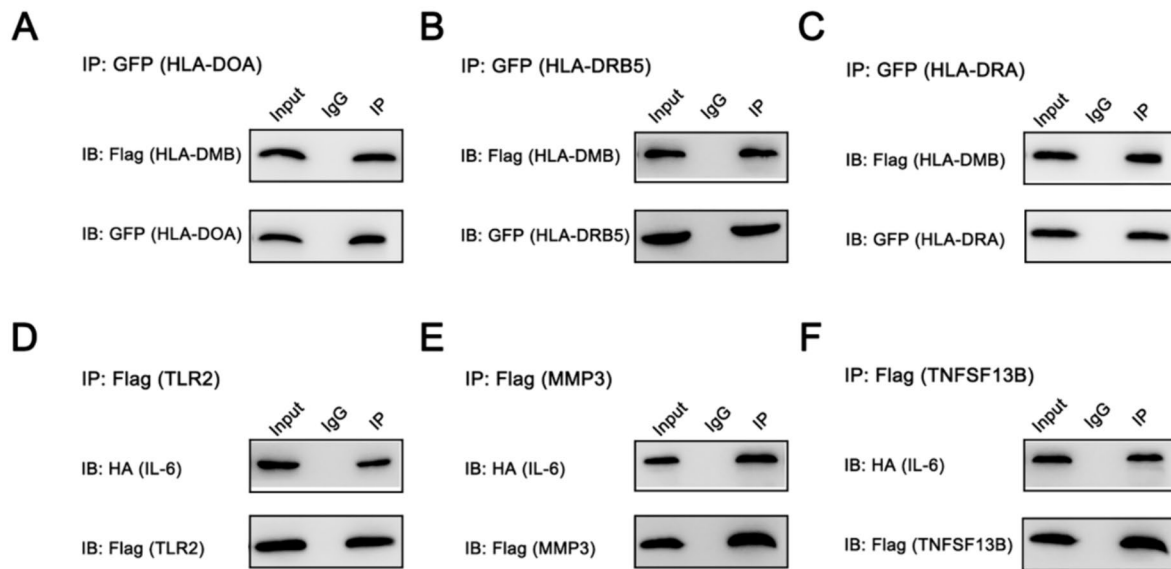 A
IP: GFP (HLA-DOA)
Input IgG IP
IB: Flag (HLA-DMB)
IB: GFP (HLA-DOA)
B
IP: GFP (HLA-DRB5)
Input IgG IP
IB: Flag (HLA-DMB)
IB: GFP (HLA-DRB5)
C
IP: GFP (HLA-DRA)
Input IgG IP
IB: Flag (HLA-DMB)
IB: GFP (HLA-DRA)
D
IP: Flag (TLR2)
Input IgG IP
IB: HA (IL-6)
IB: Flag (TLR2)
E
IP: Flag (MMP3)
Input IgG IP
IB: HA (IL-6)
IB: Flag (MMP3)
F
IP: Flag (TNFSF13B)
Input IgG IP
IB: HA (IL-6)
IB: Flag (TNFSF13B)